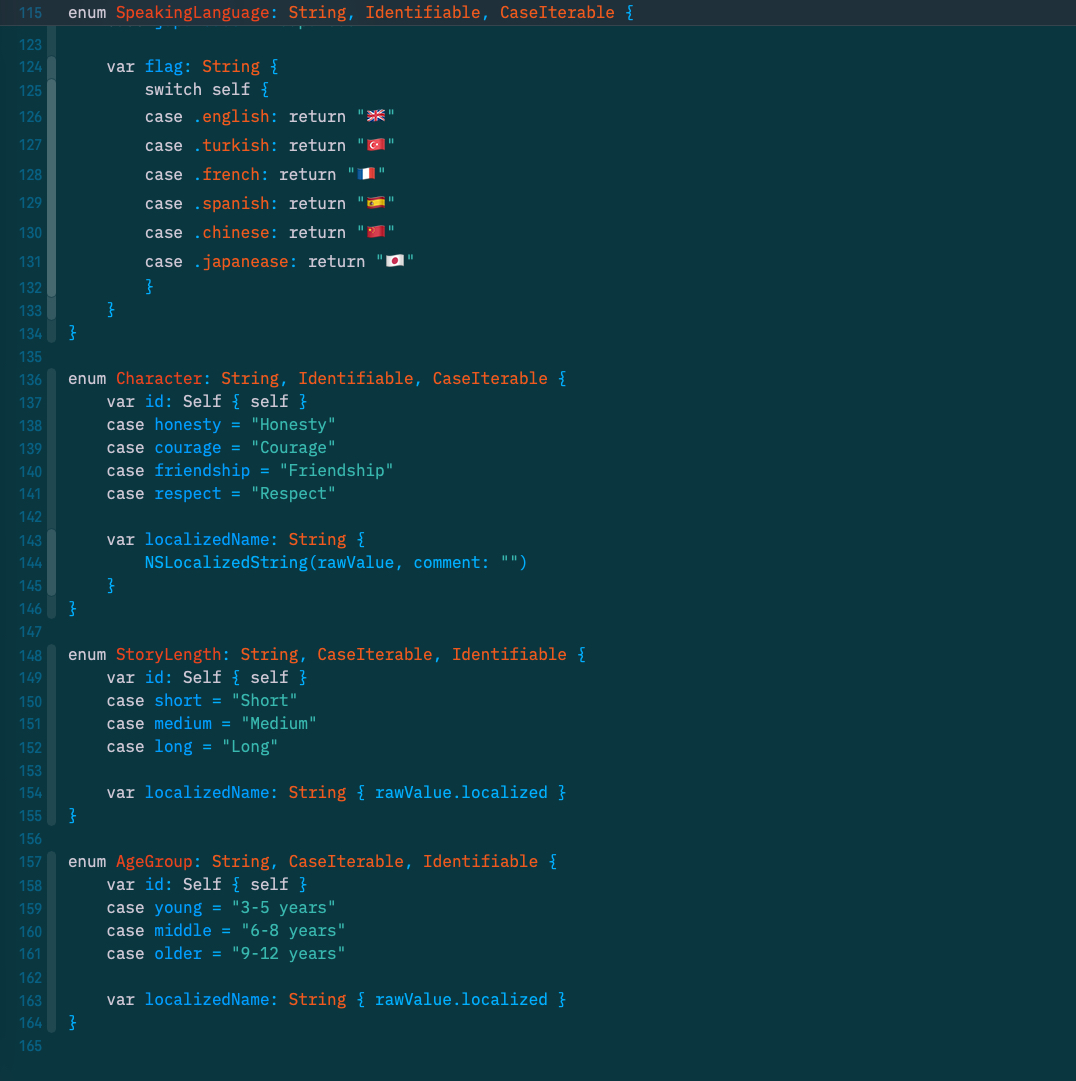 115 enum SpeakingLanguage: String, Identifiable, CaseIterable {
123
124 var flag: String {
125 switch self {
126 case .english: return "🇬🇧"
127 case .turkish: return "🇹🇷"
128 case .french: return "🇫🇷"
129 case .spanish: return "🇪🇸"
130 case .chinese: return "🇨🇳"
131 case .japanease: return "🇯🇵"
132 }
133 }
134 }
135
136 enum Character: String, Identifiable, CaseIterable {
137 var id: Self { self }
138 case honesty = "Honesty"
139 case courage = "Courage"
140 case friendship = "Friendship"
141 case respect = "Respect"
142
143 var localizedName: String {
144 NSLocalizedString(rawValue, comment: "")
145 }
146 }
147
148 enum StoryLength: String, CaseIterable, Identifiable {
149 var id: Self { self }
150 case short = "Short"
151 case medium = "Medium"
152 case long = "Long"
153
154 var localizedName: String { rawValue.localized }
155 }
156
157 enum AgeGroup: String, CaseIterable, Identifiable {
158 var id: Self { self }
159 case young = "3-5 years"
160 case middle = "6-8 years"
161 case older = "9-12 years"
162
163 var localizedName: String { rawValue.localized }
164 }
165